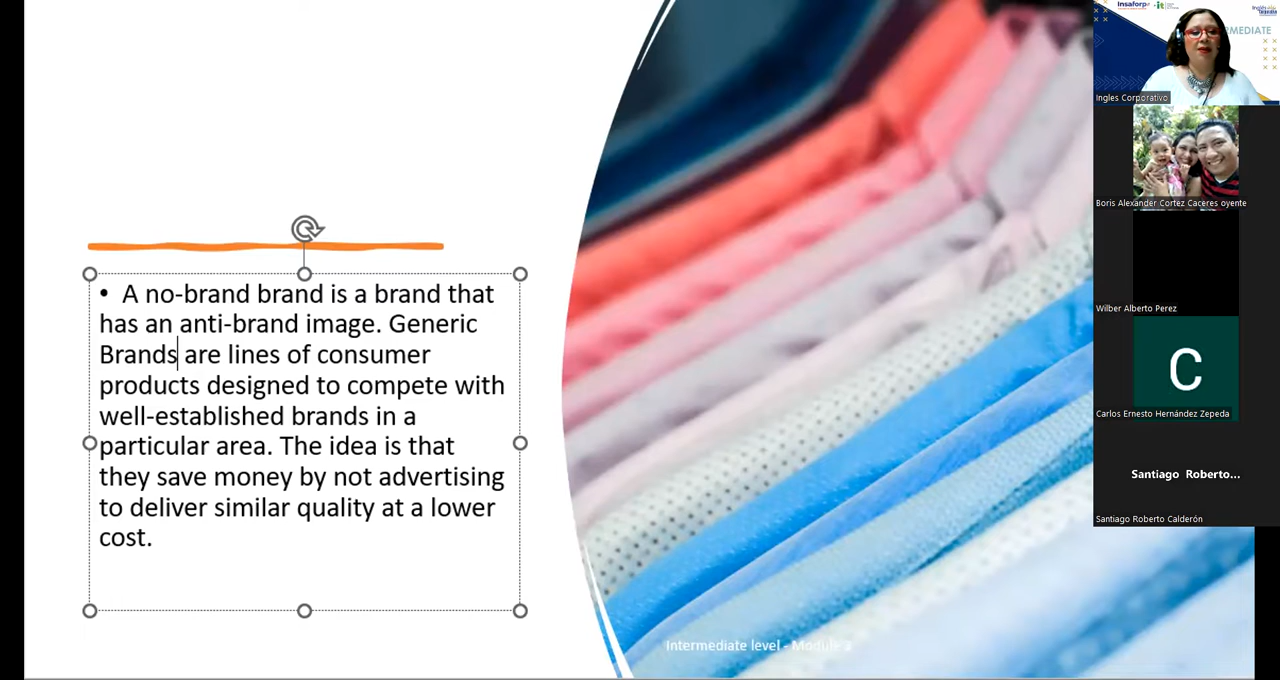 • A no-brand brand is a brand that
has an anti-brand image. Generic
Brands are lines of consumer
products designed to compete with
well-established brands in a
particular area. The idea is that
they save money by not advertising
to deliver similar quality at a lower
cost.
Intermediate level - Module
Insaforp
Ingles Corporativo
Boris Alexander Cortez Caceres oyente
Wilber Alberto Perez
C
Carlos Ernesto Hernández Zepeda
Santiago Roberto...
Santiago Roberto Calderón